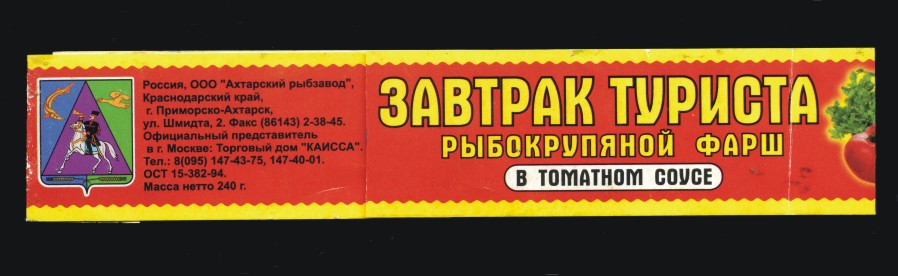 Россия, ООО "Ахтарский рыбзавод",
Краснодарский край,
г. Приморско-Ахтарск,
ул. Шмидта, 2. Факс (86143) 2-38-45.
Официальный представитель
в г. Москве: Торговый дом "КАИССА".
Тел.: 8(095) 147-43-75, 147-40-01.
ОСТ 15-382-94.
Масса нетто 240 г.
ЗАВТРАК ТУРИСТА
РЫБОКРУПЯНОЙ ФАРШ
В ТОМАТНОМ СОУСЕ